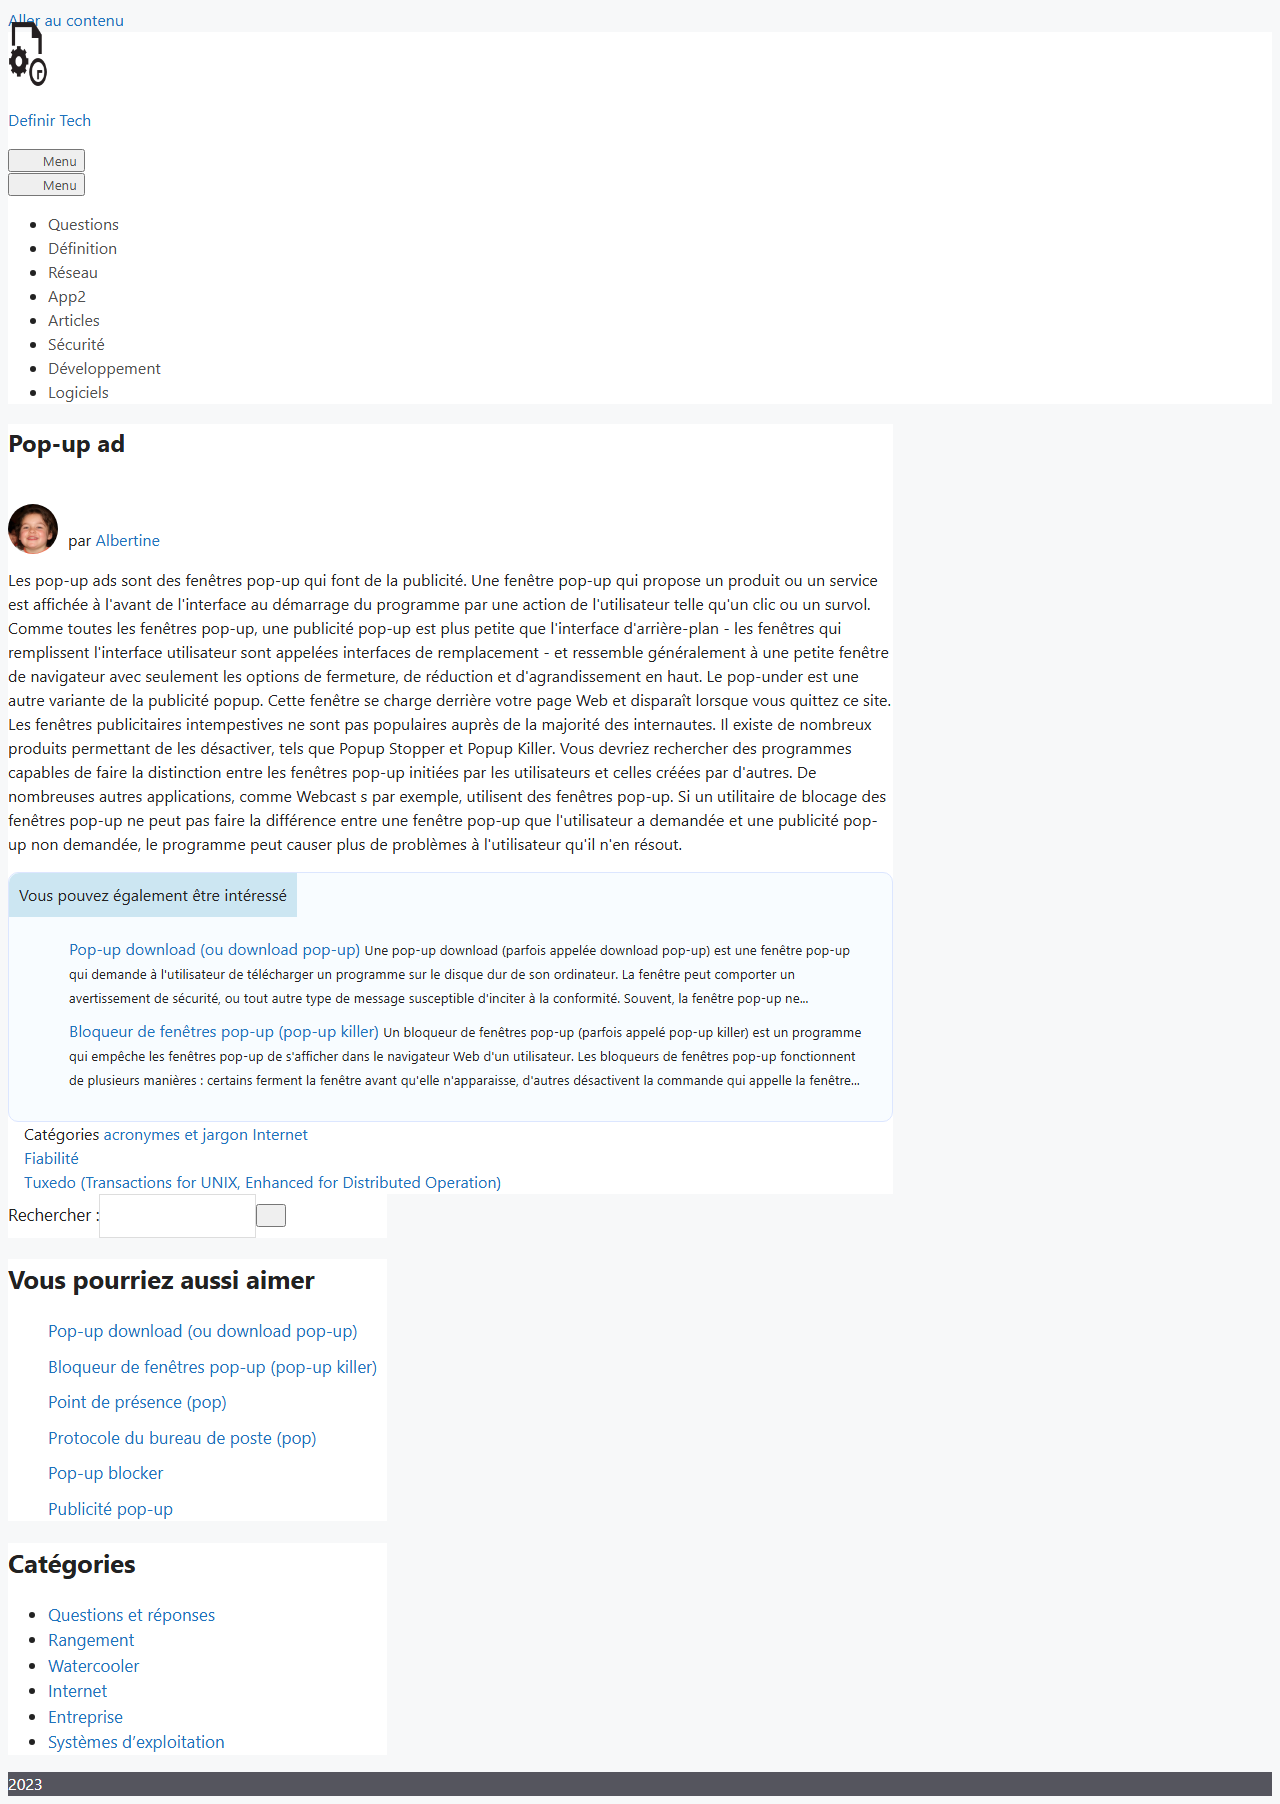 Aller au contenu
Definir Tech
Menu
Menu
Questions
Définition
Réseau
App2
Articles
Sécurité
Développement
Logiciels
Pop-up ad
par Albertine
Les pop-up ads sont des fenêtres pop-up qui font de la publicité. Une fenêtre pop-up qui propose un produit ou un service
est affichée à l'avant de l'interface au démarrage du programme par une action de l'utilisateur telle qu'un clic ou un survol.
Comme toutes les fenêtres pop-up, une publicité pop-up est plus petite que l'interface d'arrière-plan - les fenêtres qui
remplissent l'interface utilisateur sont appelées interfaces de remplacement - et ressemble généralement à une petite fenêtre
de navigateur avec seulement les options de fermeture, de réduction et d'agrandissement en haut. Le pop-under est une
autre variante de la publicité popup. Cette fenêtre se charge derrière votre page Web et disparaît lorsque vous quittez ce site.
Les fenêtres publicitaires intempestives ne sont pas populaires auprès de la majorité des internautes. Il existe de nombreux
produits permettant de les désactiver, tels que Popup Stopper et Popup Killer. Vous devriez rechercher des programmes
capables de faire la distinction entre les fenêtres pop-up initiées par les utilisateurs et celles créées par d'autres. De
nombreuses autres applications, comme Webcast s par exemple, utilisent des fenêtres pop-up. Si un utilitaire de blocage des
fenêtres pop-up ne peut pas faire la différence entre une fenêtre pop-up que l'utilisateur a demandée et une publicité pop-
up non demandée, le programme peut causer plus de problèmes à l'utilisateur qu'il n'en résout.
Vous pouvez également être intéressé
Pop-up download (ou download pop-up) Une pop-up download (parfois appelée download pop-up) est une fenêtre pop-up
qui demande à l'utilisateur de télécharger un programme sur le disque dur de son ordinateur. La fenêtre peut comporter un
avertissement de sécurité, ou tout autre type de message susceptible d'inciter à la conformité. Souvent, la fenêtre pop-up ne...
Bloqueur de fenêtres pop-up (pop-up killer) Un bloqueur de fenêtres pop-up (parfois appelé pop-up killer) est un programme
qui empêche les fenêtres pop-up de s'afficher dans le navigateur Web d'un utilisateur. Les bloqueurs de fenêtres pop-up fonctionnent
de plusieurs manières : certains ferment la fenêtre avant qu'elle n'apparaisse, d'autres désactivent la commande qui appelle la fenêtre...
Catégories acronymes et jargon Internet
Fiabilité
Tuxedo (Transactions for UNIX, Enhanced for Distributed Operation)
Rechercher :
Vous pourriez aussi aimer
Pop-up download (ou download pop-up)
Bloqueur de fenêtres pop-up (pop-up killer)
Point de présence (pop)
Protocole du bureau de poste (pop)
Pop-up blocker
Publicité pop-up
Catégories
Questions et réponses
Rangement
Watercooler
Internet
Entreprise
Systèmes d’exploitation
2023